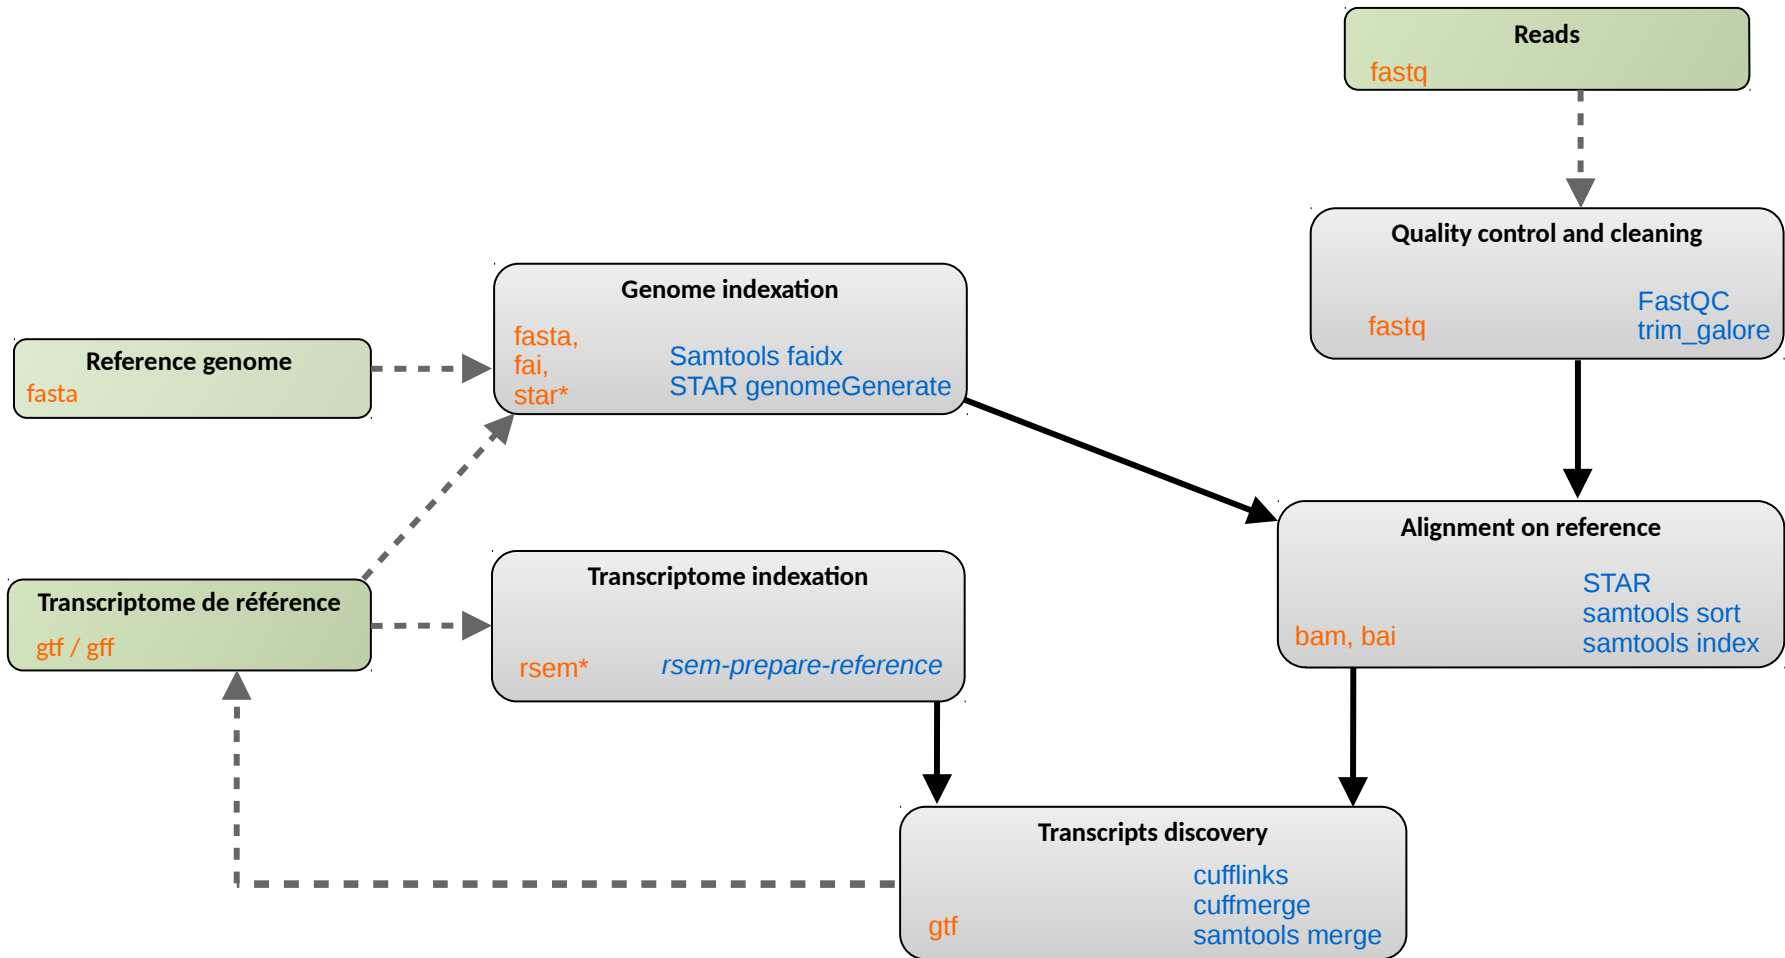 Reads
fastq
Quality control and cleaning
FastQC
fastq
trim_galore
Genome indexation
fasta,
fai,
star*
Samtools faidx
STAR genomeGenerate
Reference genome
fasta
Alignment on reference
STAR
samtools sort
samtools index
bam, bai
Transcriptome indexation
rsem*
rsem-prepare-reference
Transcriptome de référence
gtf / gff
Transcripts discovery
cufflinks
cuffmerge
samtools merge
gtf